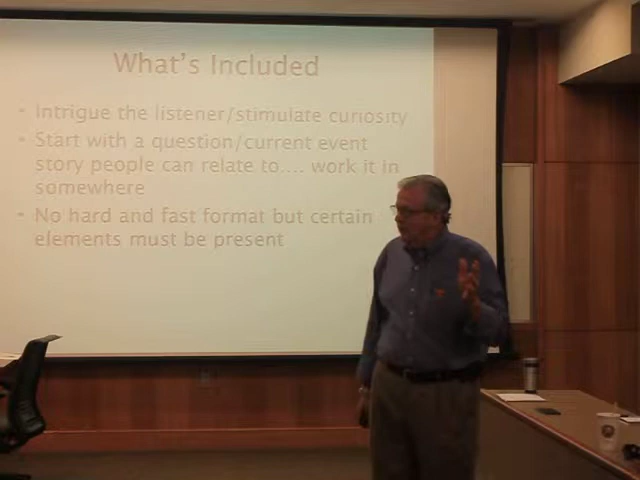 What's Included
• Intrigue the listener/stimulate curiosity
• Start with a question/current event
story people can relate to.... work it in
somewhere
• No hard and fast format but certain
elements must be present